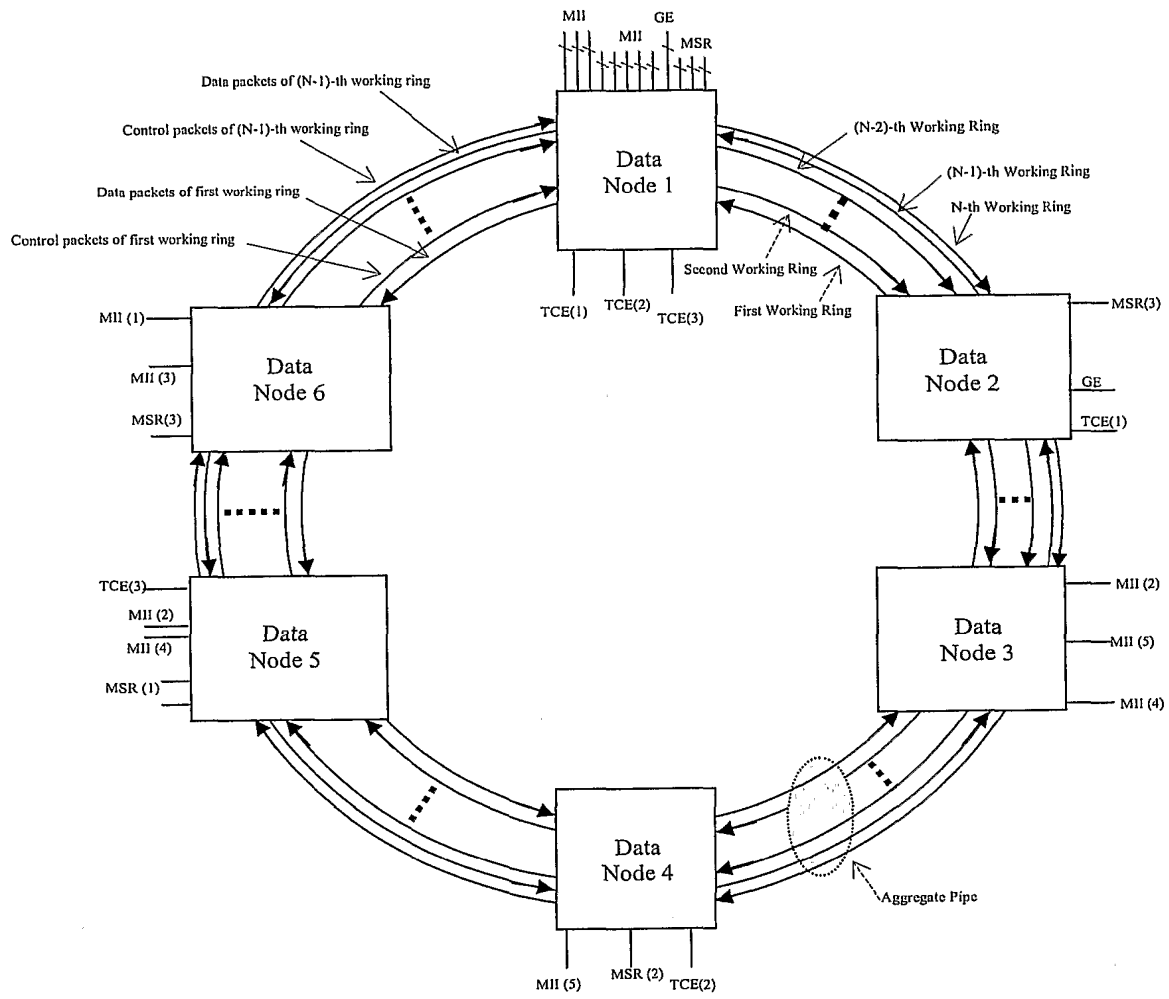 MII
GE
MII
MSR
Data packets of (N-1)-th working ring
Control packets of (N-1)-th working ring
Data packets of first working ring
Control packets of first working ring
Data
Node 1
(N-2)-th Working Ring
(N-1)-th Working Ring
N-th Working Ring
Second Working Ring
First Working Ring
TCE(1)
TCE(2)
TCE(3)
MII (1)
MII (3)
MSR(3)
Data
Node 6
Data
Node 2
MSR(3)
GE
TCE(1)
TCE(3)
MII (2)
MII (4)
MSR (1)
Data
Node 5
Data
Node 3
MII (2)
MII (5)
MII (4)
Data
Node 4
Aggregate Pipe
MII (5)
MSR (2)
TCE(2)